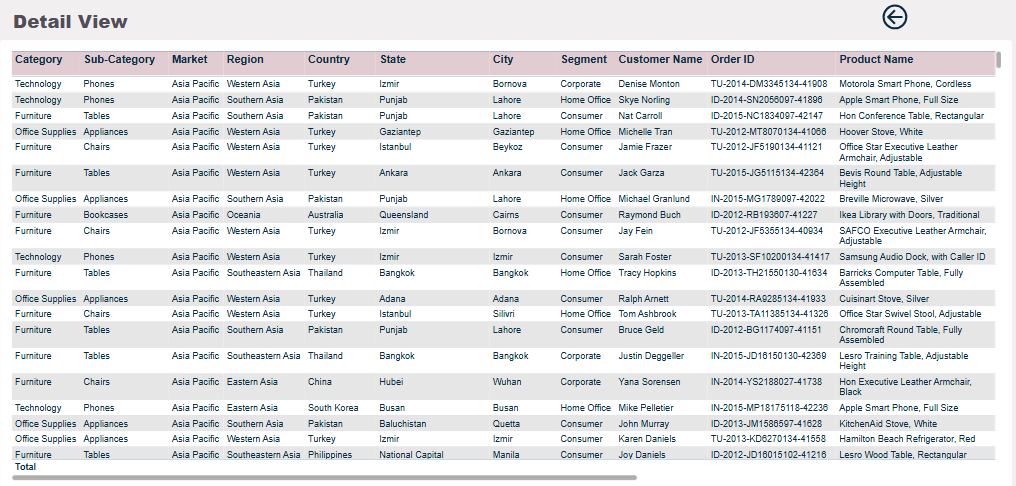 Detail View
Category Sub-Category Market Region Country State City Segment Customer Name Order ID Product Name
Technology Phones Asia Pacific Western Asia Turkey Izmir Bornova Corporate Denise Monton TU-2014-DM3345134-41908 Motorola Smart Phone, Cordless
Technology Phones Asia Pacific Southern Asia Pakistan Punjab Lahore Home Office Skye Norling ID-2014-SN2056097-41896 Apple Smart Phone, Full Size
Furniture Tables Asia Pacific Southern Asia Pakistan Punjab Lahore Consumer Nat Carroll ID-2015-NC1834097-42147 Hon Conference Table, Rectangular
Office Supplies Appliances Asia Pacific Western Asia Turkey Gaziantep Gaziantep Home Office Michelle Tran TU-2012-MT8070134-41066 Hoover Stove, White
Furniture Chairs Asia Pacific Western Asia Turkey Istanbul Beykoz Consumer Jamie Frazer TU-2012-JF5190134-41121 Office Star Executive Leather
Armchair, Adjustable
Furniture Tables Asia Pacific Western Asia Turkey Ankara Ankara Consumer Jack Garza TU-2015-JG5115134-42364 Bevis Round Table, Adjustable
Height
Office Supplies Appliances Asia Pacific Southern Asia Pakistan Punjab Lahore Home Office Michael Granlund IN-2015-MG1789097-42022 Breville Microwave, Silver
Furniture Bookcases Asia Pacific Oceania Australia Queensland Cairns Consumer Raymond Buch ID-2012-RB193607-41227 Ikea Library with Doors, Traditional
Furniture Chairs Asia Pacific Western Asia Turkey Izmir Bornova Consumer Jay Fein TU-2012-JF5355134-40934 SAFCO Executive Leather Armchair,
Adjustable
Technology Phones Asia Pacific Western Asia Turkey Izmir Izmir Consumer Sarah Foster TU-2013-SF10200134-41417 Samsung Audio Dock, with Caller ID
Furniture Tables Asia Pacific Southeastern Asia Thailand Bangkok Bangkok Home Office Tracy Hopkins ID-2013-TH21550130-41634 Barricks Computer Table, Fully
Assembled
Office Supplies Appliances Asia Pacific Western Asia Turkey Adana Adana Consumer Ralph Arnett TU-2014-RA9285134-41933 Cuisinart Stove, Silver
Furniture Chairs Asia Pacific Western Asia Turkey Istanbul Silivri Home Office Tom Ashbrook TU-2013-TA11385134-41326 Office Star Swivel Stool, Adjustable
Furniture Tables Asia Pacific Southern Asia Pakistan Punjab Lahore Consumer Bruce Geld ID-2012-BG1174097-41151 Chromcraft Round Table, Fully
Assembled
Furniture Tables Asia Pacific Southeastern Asia Thailand Bangkok Bangkok Corporate Justin Deggeller IN-2015-JD16150130-42369 Lesro Training Table, Adjustable
Height
Furniture Chairs Asia Pacific Eastern Asia China Hubei Wuhan Corporate Yana Sorensen IN-2014-YS2188027-41738 Hon Executive Leather Armchair,
Black
Technology Phones Asia Pacific Eastern Asia South Korea Busan Busan Home Office Mike Pelletier IN-2015-MP18175118-42236 Apple Smart Phone, Full Size
Office Supplies Appliances Asia Pacific Southern Asia Pakistan Baluchistan Quetta Consumer John Murray ID-2013-JM1586597-41628 KitchenAid Stove, White
Office Supplies Appliances Asia Pacific Western Asia Turkey Izmir Izmir Consumer Karen Daniels TU-2013-KD6270134-41558 Hamilton Beach Refrigerator, Red
Furniture Tables Asia Pacific Southeastern Asia Philippines National Capital Manila Consumer Joy Daniels ID-2012-JD16015102-41216 Lesro Wood Table, Rectangular
Total